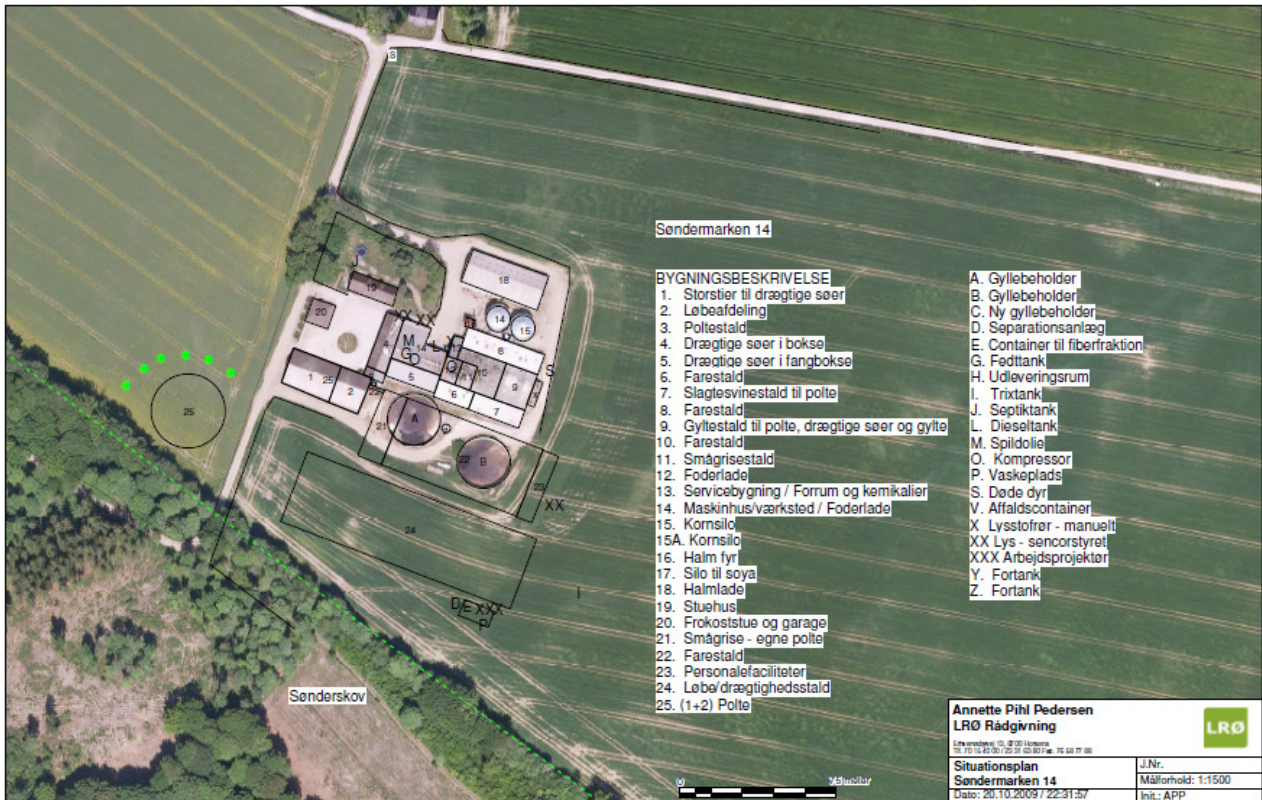 S
Søndermarken 14
BYGNINGSBESKRIVELSE
1. Storstier til drægtige søer
2. Løbeafdeling
3. Poltestald
4. Drægtige søer i bokse
5. Drægtige søer i fangbokse
6. Farestald
7. Slagtesvinestald til polte
8. Farestald
9. Gyltestald til polte, drægtige søer og gylte
10. Farestald
11. Smågrisestald
12. Foderlade
13. Servicebygning / Forrum og kemikalier
14. Maskinhus/værksted / Foderlade
15. Kornsilo
15A. Kornsilo
16. Halm fyr
17. Silo til soya
18. Halmlade
19. Stuehus
20. Frokoststue og garage
21. Smågrise - egne polte
22. Farestald
23. Personalefaciliteter
24. Løbe/drægtighedsstald
25. (1+2) Polte
A. Gyllebeholder
B. Gyllebeholder
C. Ny gyllebeholder
D. Separationsanlæg
E. Container til fiberfraktion
G. Fedttank
H. Udleveringsrum
I. Trixtank
J. Septiktank
L. Dieseltank
M. Spildolie
O. Kompressor
P. Vaskeplads
S. Døde dyr
V. Affaldscontainer
X Lysstofrør - manuelt
XX Lys - sencorstyret
XXX Arbejdsprojektør
Y. Fortank
Z. Fortank
J
19
18
20
XX XX
14
15
M
14
G O
4
L
8
S
1
25
2
5
11
10
9
6
7
x
21
A
22
B
23
XX
25
24
D/E XXX
P
I
Sønderskov
0
75 meter
Annette Pihl Pedersen
LRØ Rådgivning
LRØ
Situationsplan
Søndermarken 14
Dato: 20.10.2009 / 22:31:57
J.Nr.
Målforhold: 1:1500
Init.: APP